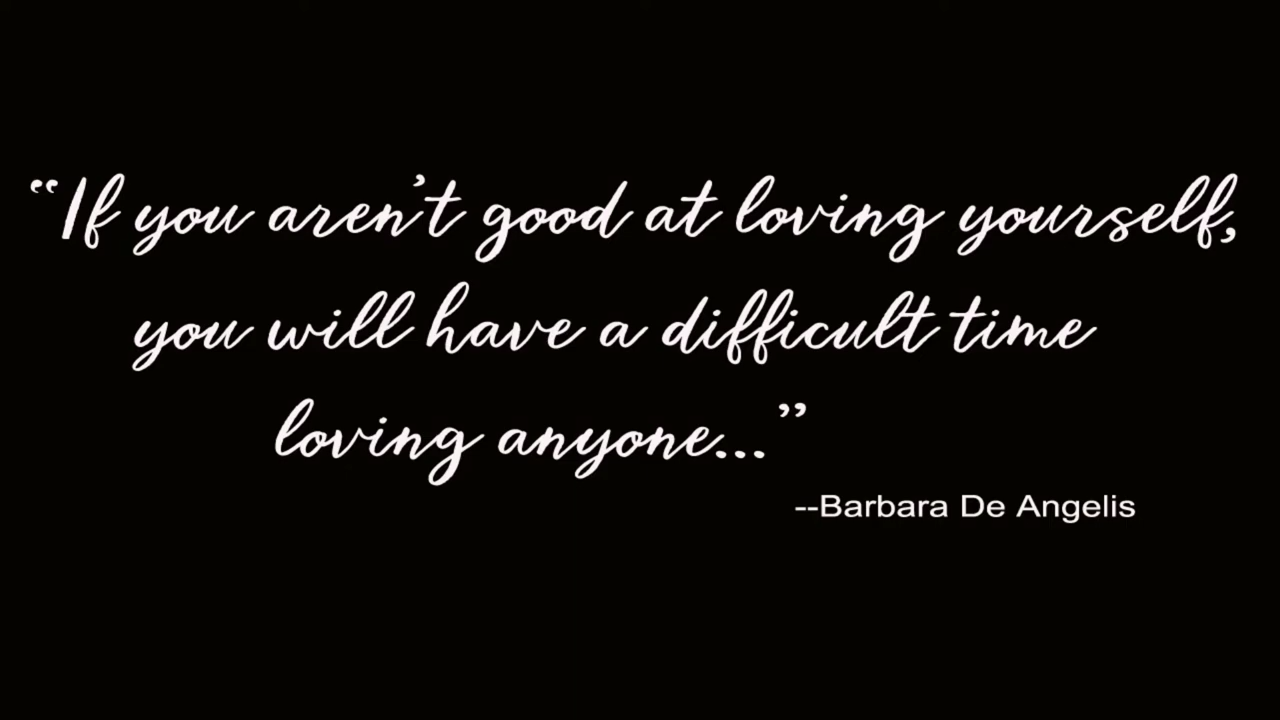 “If you aren’t good at loving yourself,
you will have a difficult time
loving anyone...”
--Barbara De Angelis